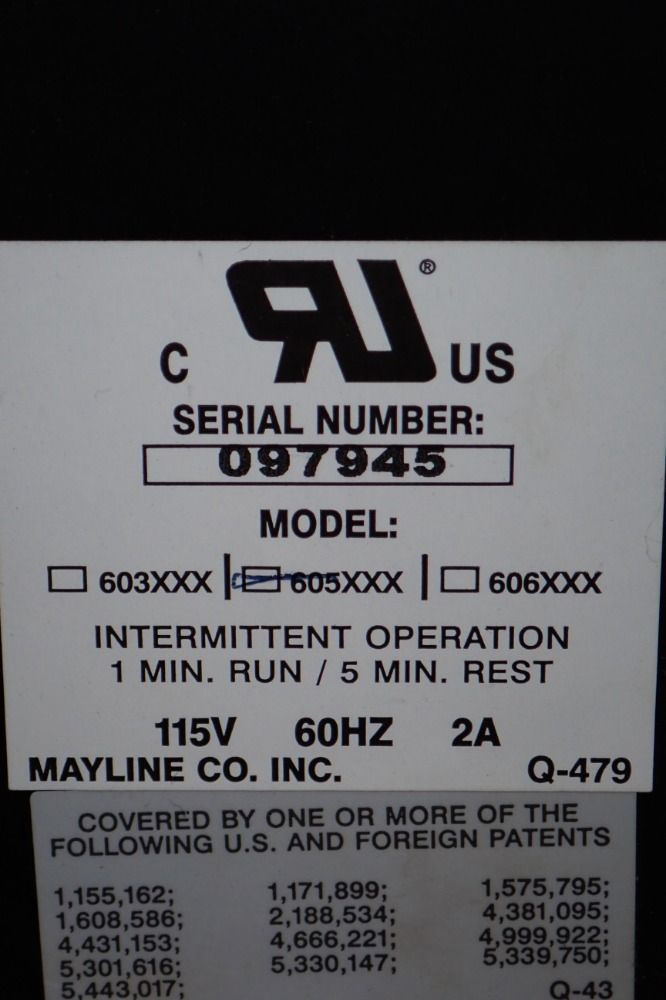 C RU® US
SERIAL NUMBER:
097945
MODEL:
603XXX | 605XXX | 606XXX
INTERMITTENT OPERATION
1 MIN. RUN / 5 MIN. REST
115V 60HZ 2A
MAYLINE CO. INC. Q-479
COVERED BY ONE OR MORE OF THE
FOLLOWING U.S. AND FOREIGN PATENTS
1,155,162; 1,171,899; 1,575,795;
1,608,586; 2,188,534; 4,381,095;
4,431,153; 4,666,221; 4,999,922;
5,301,616; 5,330,147; 5,339,750;
5,443,017; Q-43